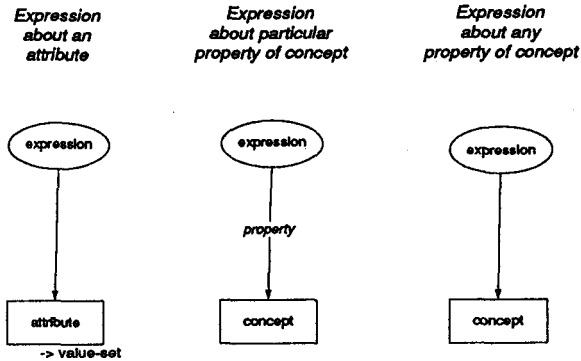 Expression
about an
attribute
Expression
about particular
property of concept
Expression
about any
property of concept
expression
expression
expression
property
attribute
concept
concept
-> value-set